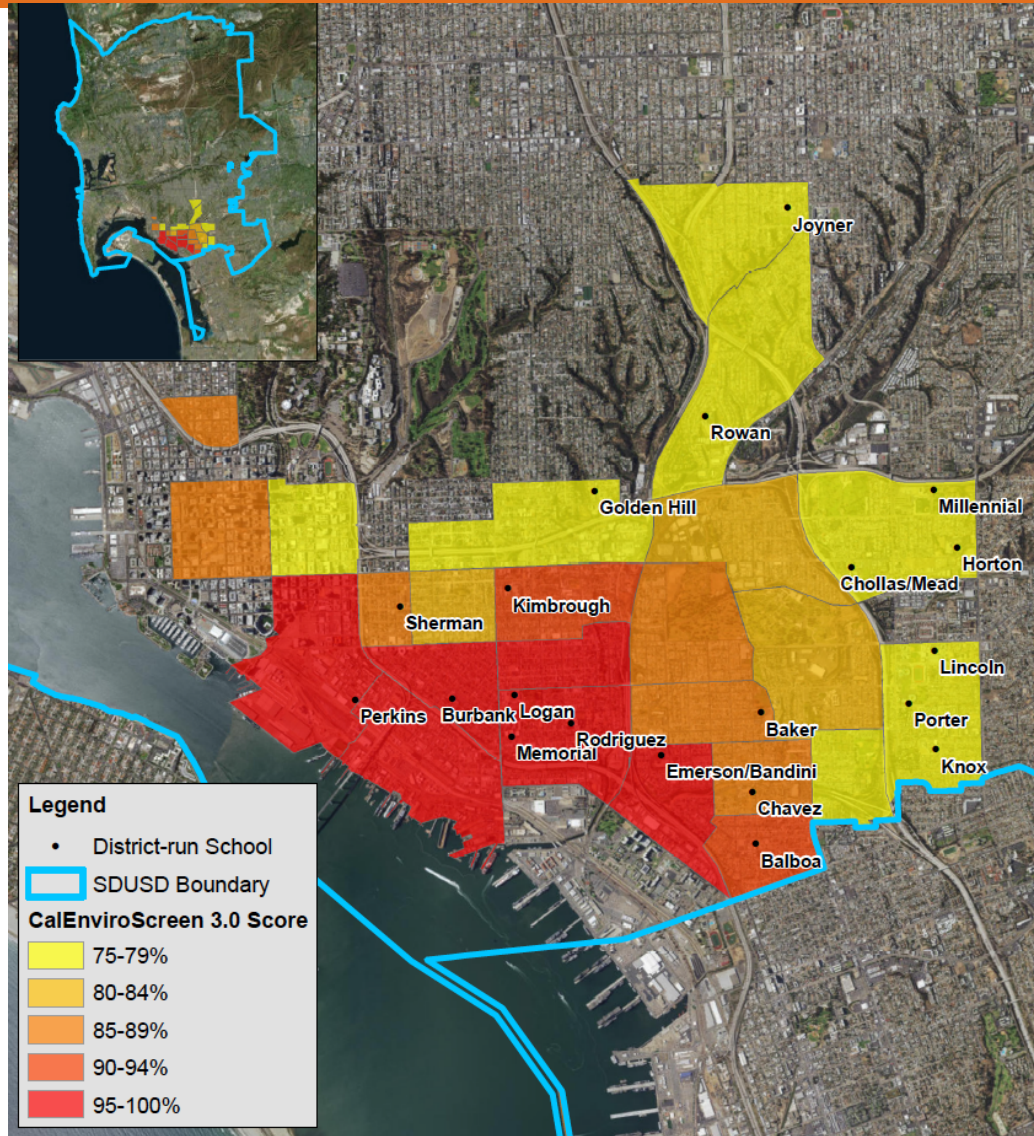 Joyner
Rowan
Golden Hill
Millennial
Horton
Chollas/Mead
Kimbrough
Sherman
Lincoln
Perkins
Burbank
Logan
Porter
Baker
Rodriguez
Memorial
Knox
Emerson/Bandini
Chavez
Balboa
Legend
District-run School
SDUSD Boundary
CalEnviroScreen 3.0 Score
75-79%
80-84%
85-89%
90-94%
95-100%